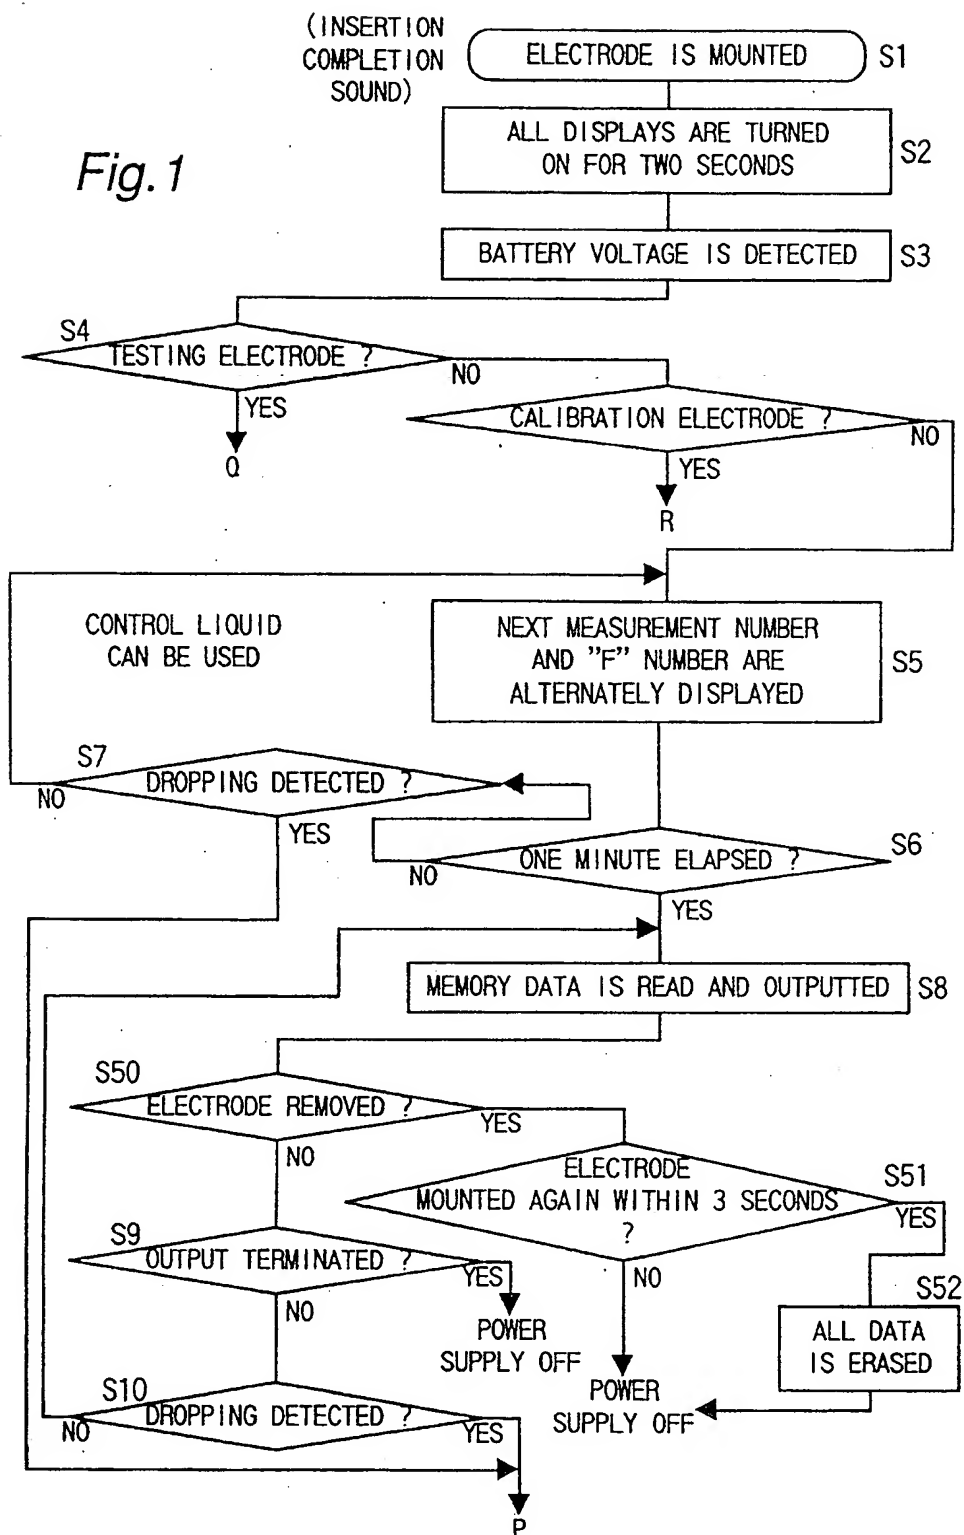 (INSERTION
COMPLETION
SOUND)
ELECTRODE IS MOUNTED
S1
ALL DISPLAYS ARE TURNED
ON FOR TWO SECONDS
S2
Fig.1
BATTERY VOLTAGE IS DETECTED
S3
S4
TESTING ELECTRODE ?
NO
YES
Q
CALIBRATION ELECTRODE ?
NO
YES
R
CONTROL LIQUID
CAN BE USED
NEXT MEASUREMENT NUMBER
AND "F" NUMBER ARE
ALTERNATELY DISPLAYED
S5
S7
DROPPING DETECTED ?
NO
YES
S6
ONE MINUTE ELAPSED ?
NO
YES
MEMORY DATA IS READ AND OUTPUTTED
S8
S50
ELECTRODE REMOVED ?
YES
NO
ELECTRODE
MOUNTED AGAIN WITHIN 3 SECONDS
?
S51
YES
NO
S9
OUTPUT TERMINATED ?
YES
NO
POWER
SUPPLY OFF
S52
ALL DATA
IS ERASED
POWER
SUPPLY OFF
S10
DROPPING DETECTED ?
NO
YES
P